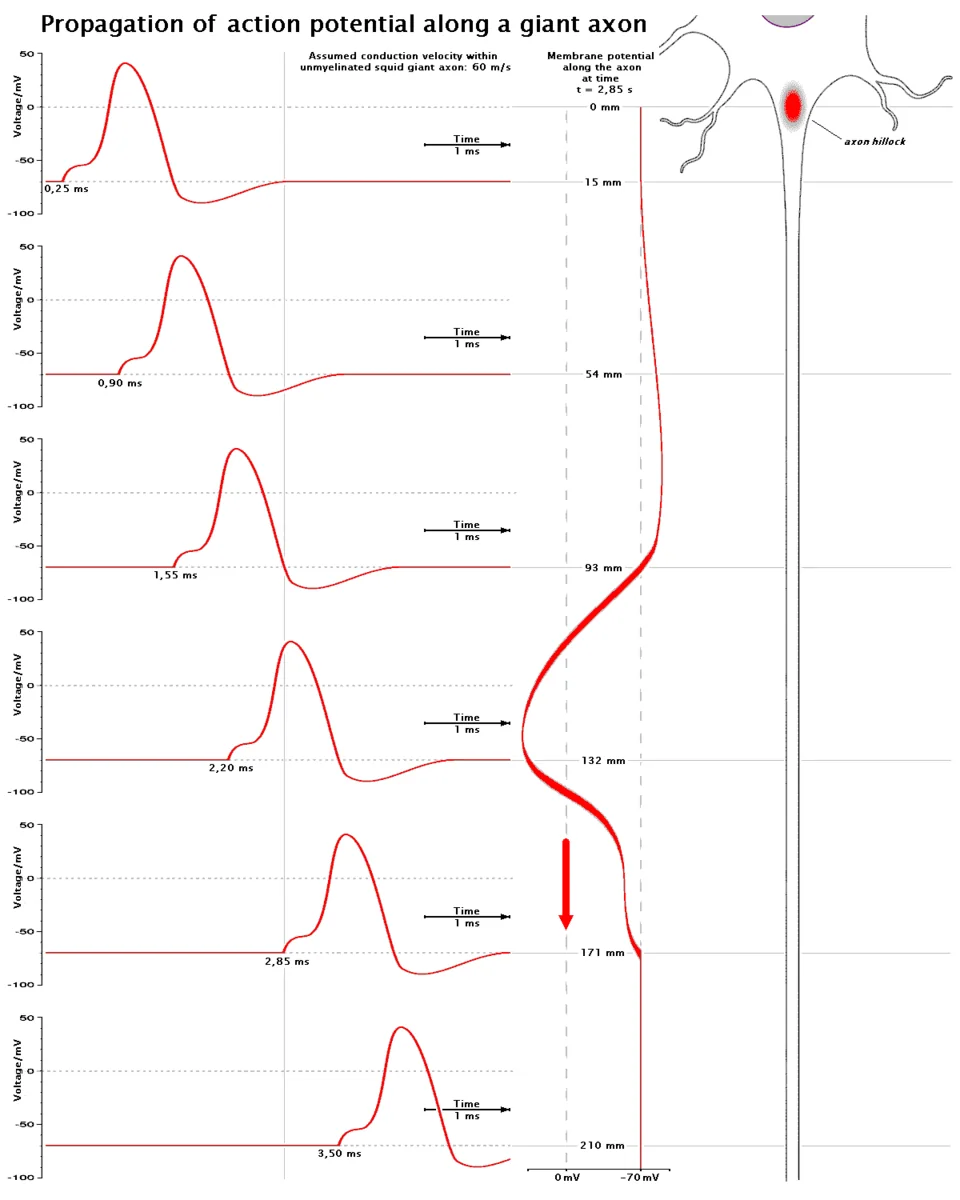 Propagation of action potential along a giant axon
Assumed conduction velocity within
unmyelinated squid giant axon: 60 m/s
Membrane potential
along the axon
at time
t = 2,85 s
50
0
-50
-100
Voltage/mV
0,25 ms
Time
1 ms
0 mm
15 mm
axon hillock
50
0
-50
-100
Voltage/mV
0,90 ms
Time
1 ms
54 mm
50
0
-50
-100
Voltage/mV
1,55 ms
Time
1 ms
93 mm
50
0
-50
-100
Voltage/mV
2,20 ms
Time
1 ms
132 mm
50
0
-50
-100
Voltage/mV
2,85 ms
Time
1 ms
171 mm
50
0
-50
-100
Voltage/mV
3,50 ms
Time
1 ms
210 mm
0 mV
-70 mV